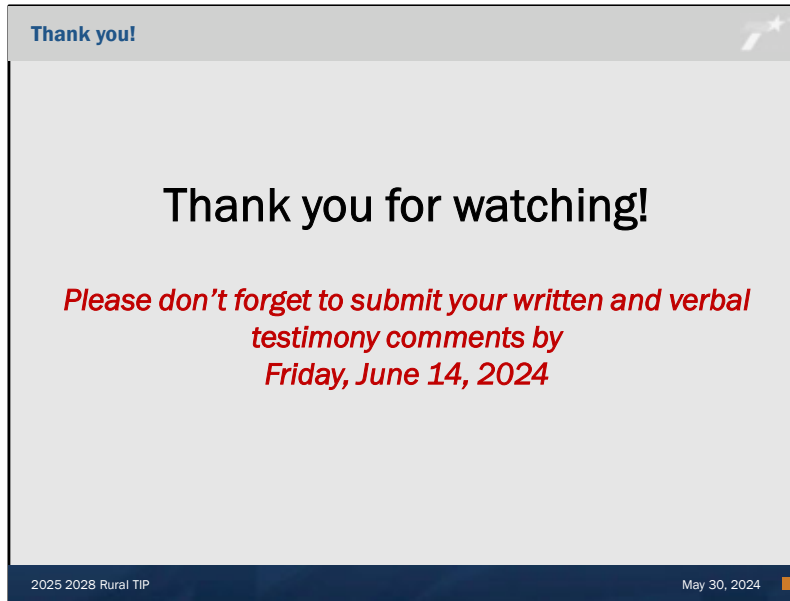 Thank you!
Thank you for watching!
Please don't forget to submit your written and verbal
testimony comments by
Friday, June 14, 2024
2025 2028 Rural TIP
May 30, 2024